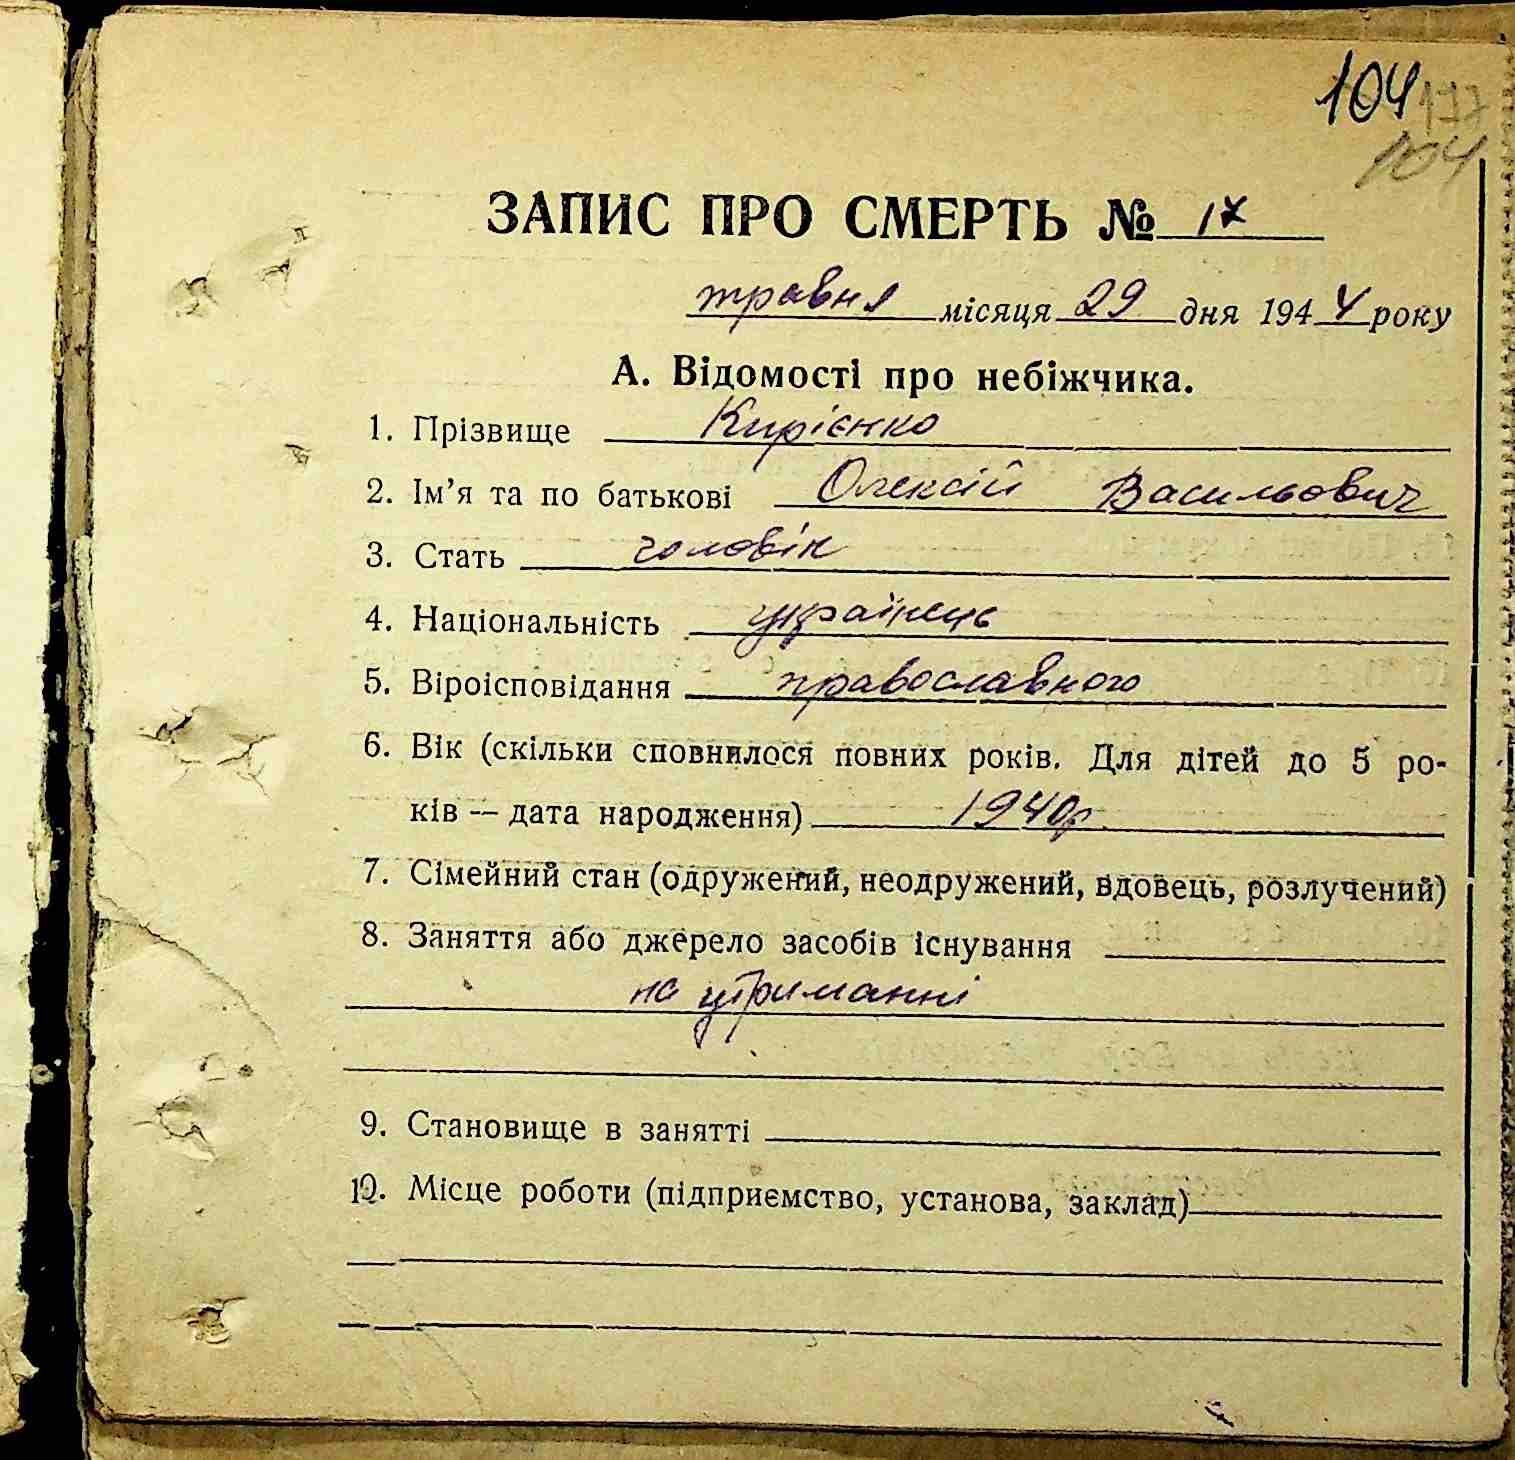 104 177
104
ЗАПИС ПРО СМЕРТЬ № 17
травня місяця 29 дня 1944 року
А. Відомості про небіжчика.
1. Прізвище Кирієнко
2. Ім’я та по батькові Олексій Васильович
3. Стать чоловік
4. Національність українець
5. Віроісповідання православного
6. Вік (скільки сповнилося повних років. Для дітей до 5 ро-
ків — дата народження) 1940р.
7. Сімейний стан (одружений, неодружений, вдовець, розлучений)
8. Заняття або джерело засобів існування
на утриманні
9. Становище в занятті
10. Місце роботи (підприємство, установа, заклад)